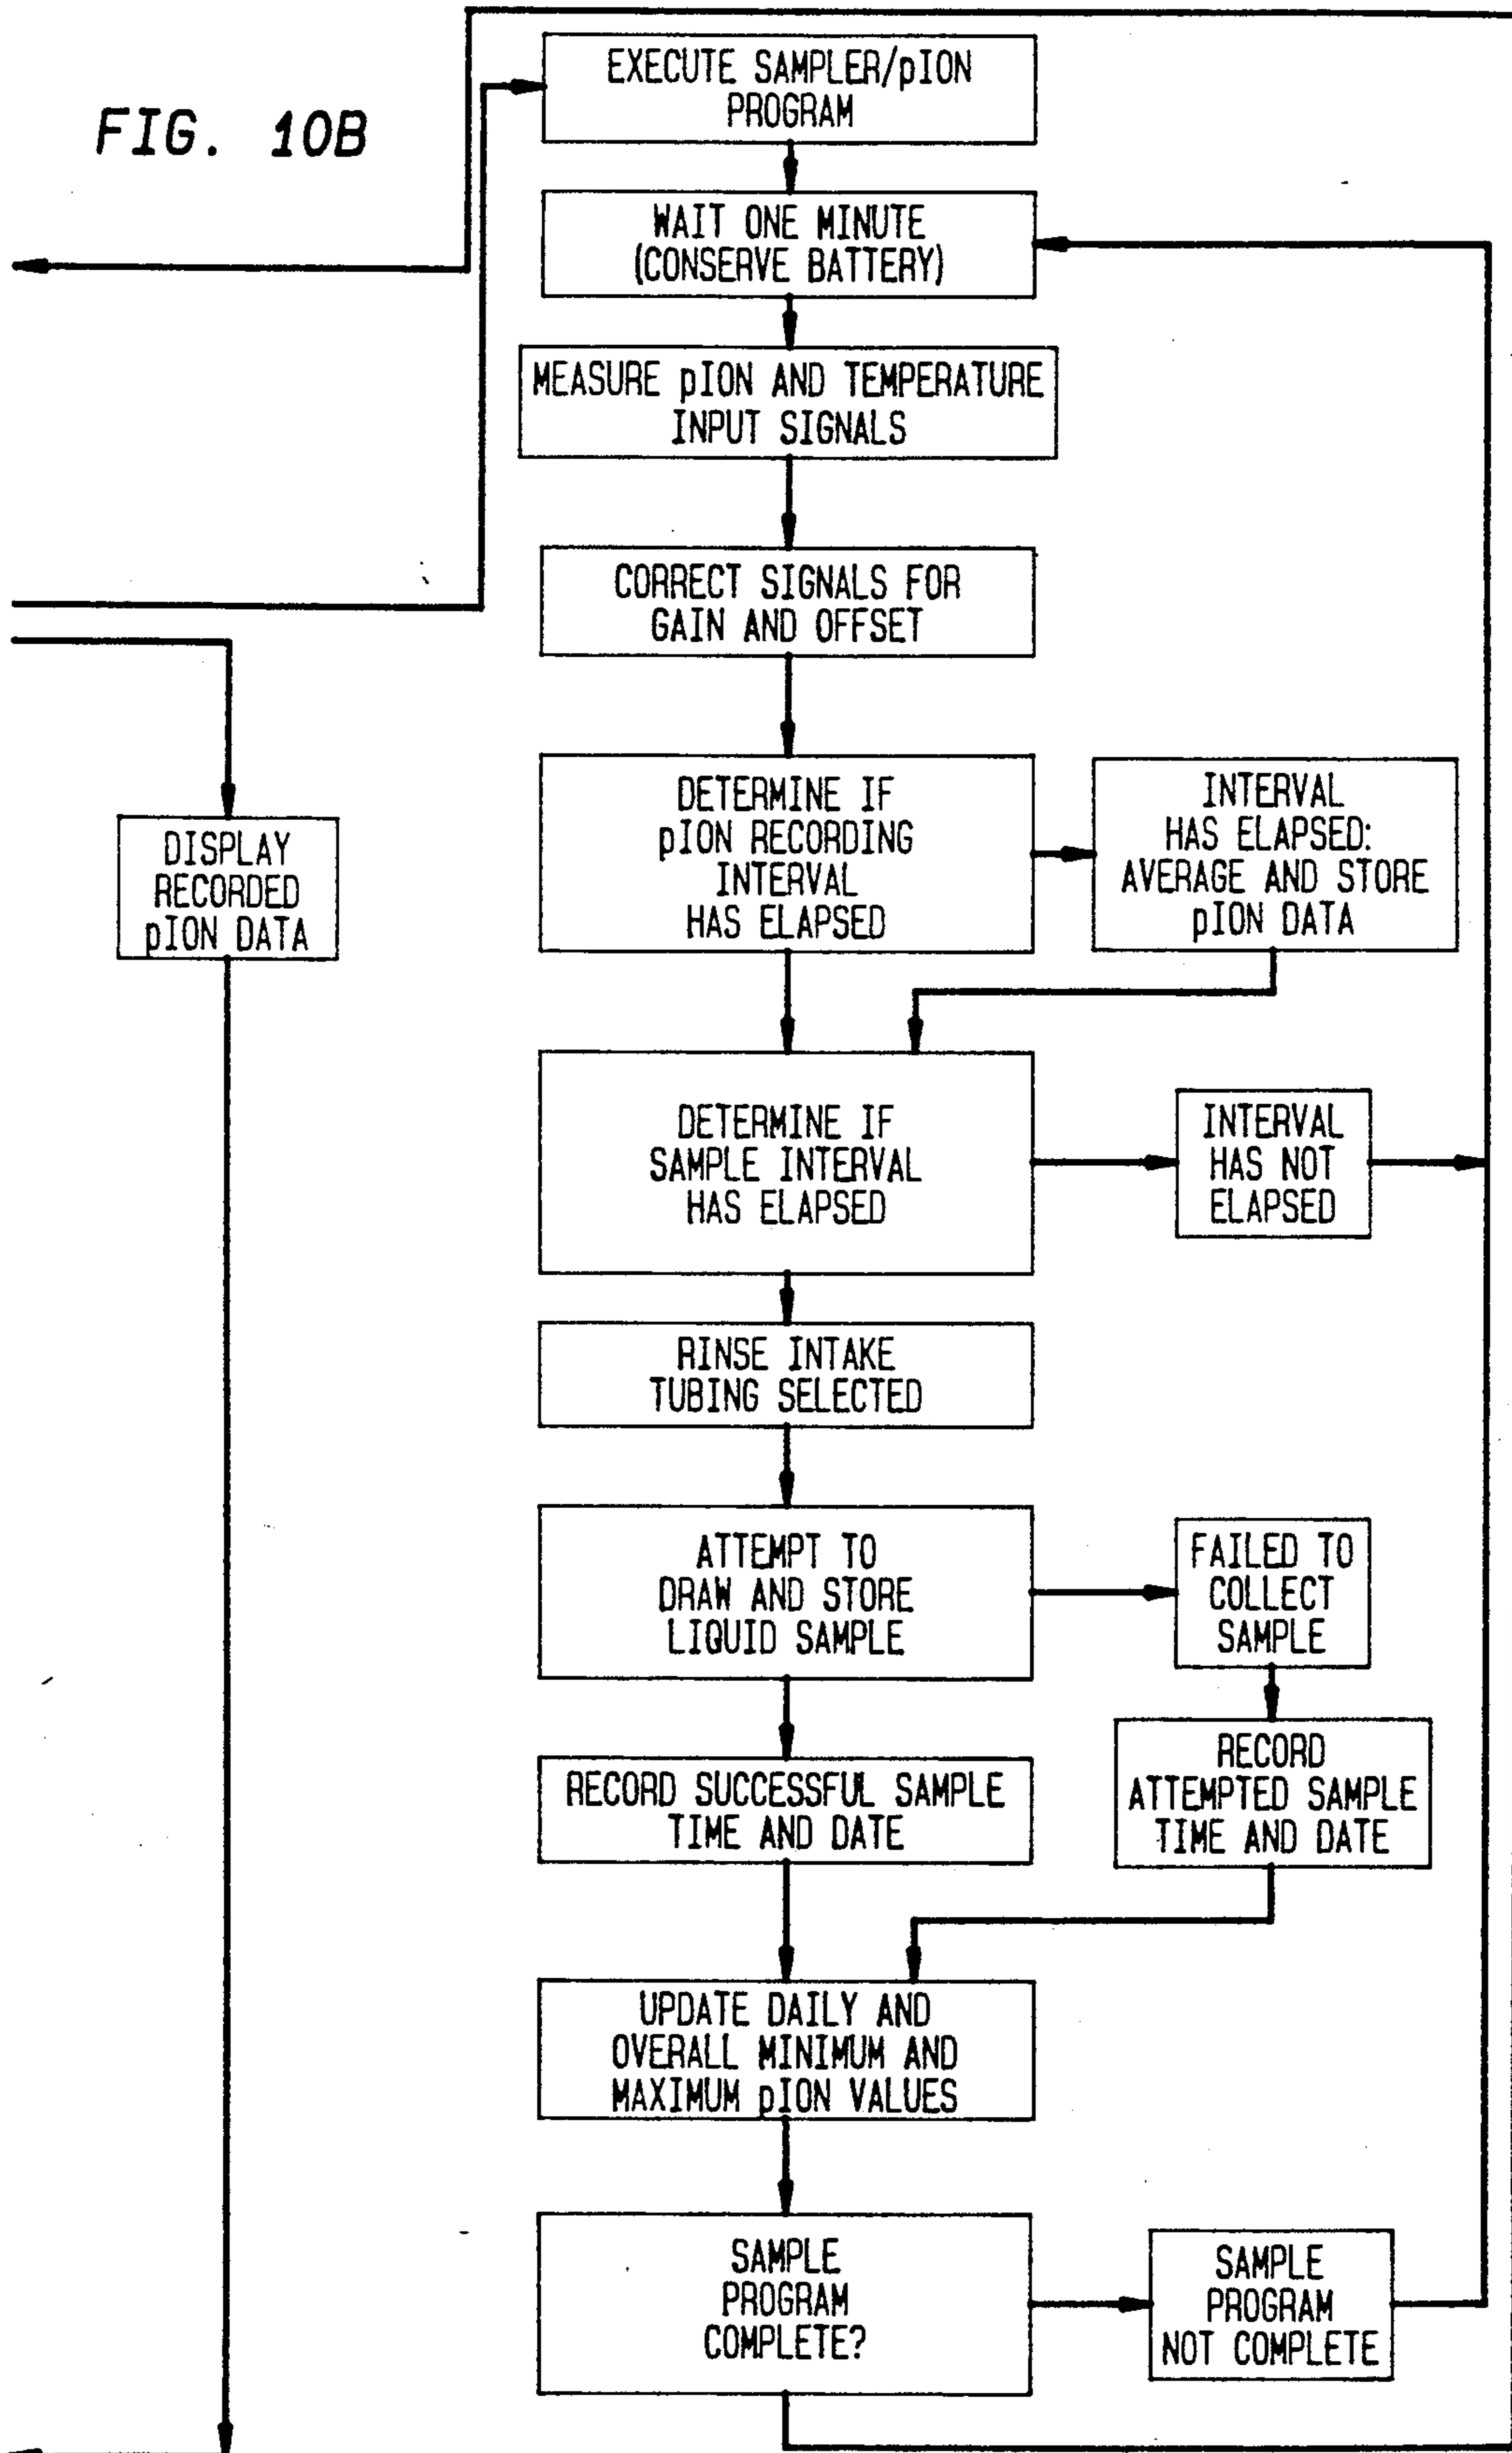 FIG. 10B
EXECUTE SAMPLER/pION
PROGRAM
WAIT ONE MINUTE
(CONSERVE BATTERY)
MEASURE pION AND TEMPERATURE
INPUT SIGNALS
CORRECT SIGNALS FOR
GAIN AND OFFSET
DETERMINE IF
pION RECORDING
INTERVAL
HAS ELAPSED
INTERVAL
HAS ELAPSED:
AVERAGE AND STORE
pION DATA
DISPLAY
RECORDED
pION DATA
DETERMINE IF
SAMPLE INTERVAL
HAS ELAPSED
INTERVAL
HAS NOT
ELAPSED
RINSE INTAKE
TUBING SELECTED
ATTEMPT TO
DRAW AND STORE
LIQUID SAMPLE
FAILED TO
COLLECT
SAMPLE
RECORD SUCCESSFUL SAMPLE
TIME AND DATE
RECORD
ATTEMPTED SAMPLE
TIME AND DATE
UPDATE DAILY AND
OVERALL MINIMUM AND
MAXIMUM pION VALUES
SAMPLE
PROGRAM
COMPLETE?
SAMPLE
PROGRAM
NOT COMPLETE